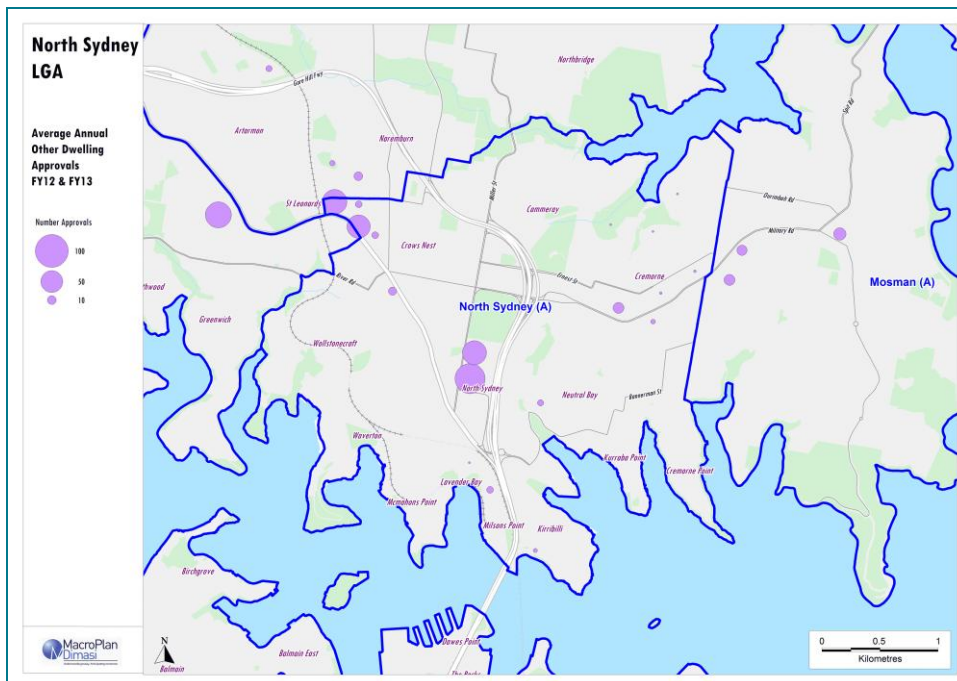 North Sydney
LGA
Average Annual
Other Dwelling
Approvals
FY12 & FY13
Number Approvals
100
50
10
MacroPlan
Dimasi
Northbridge
Gore Hill Fwy
Spit Rd
Artarmon
Naremburn
Miller St
St Leonards
Cammeray
Ourimbah Rd
Military Rd
Crows Nest
Cremorne
Ernest St
Mosman (A)
River Rd
North Sydney (A)
thwood
Greenwich
Wollstonecraft
North Sydney
Neutral Bay
Bannerman St
Waverton
Kurraba Point
Cremorne Point
Lavender Bay
Mcmahons Point
Milsons Point
Kirribilli
Birchgrove
Dawes Point
Balmain East
Balmain
The Rocks
N
0 0.5 1
Kilometres